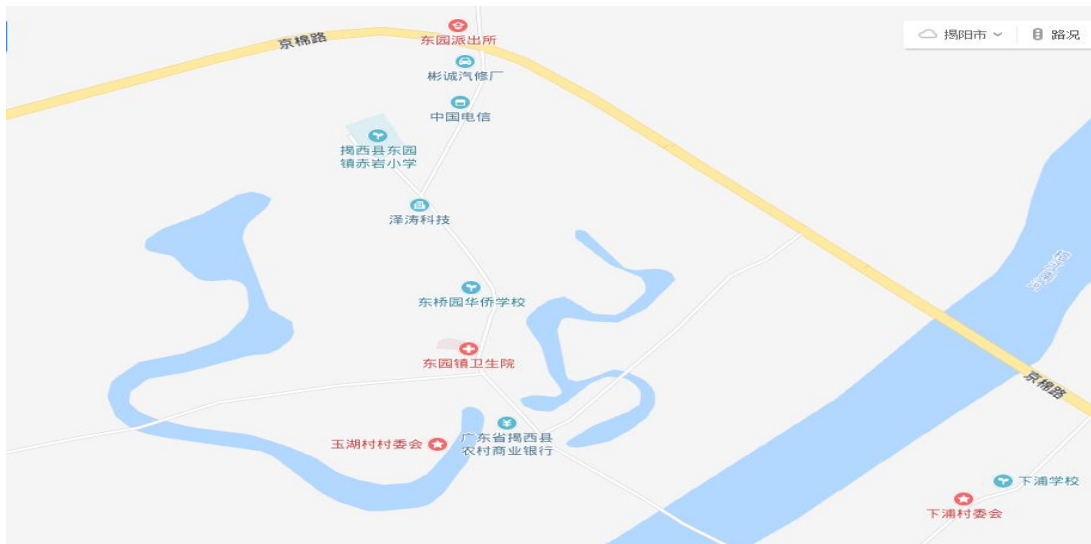 京棉路
东园派出所
揭阳市
路况
彬诚汽修厂
中国电信
揭西县东园
镇赤岩小学
泽涛科技
东桥园华侨学校
东园镇卫生院
京棉路
广东省揭西县
农村商业银行
玉湖村村委会
下浦学校
下浦村委会